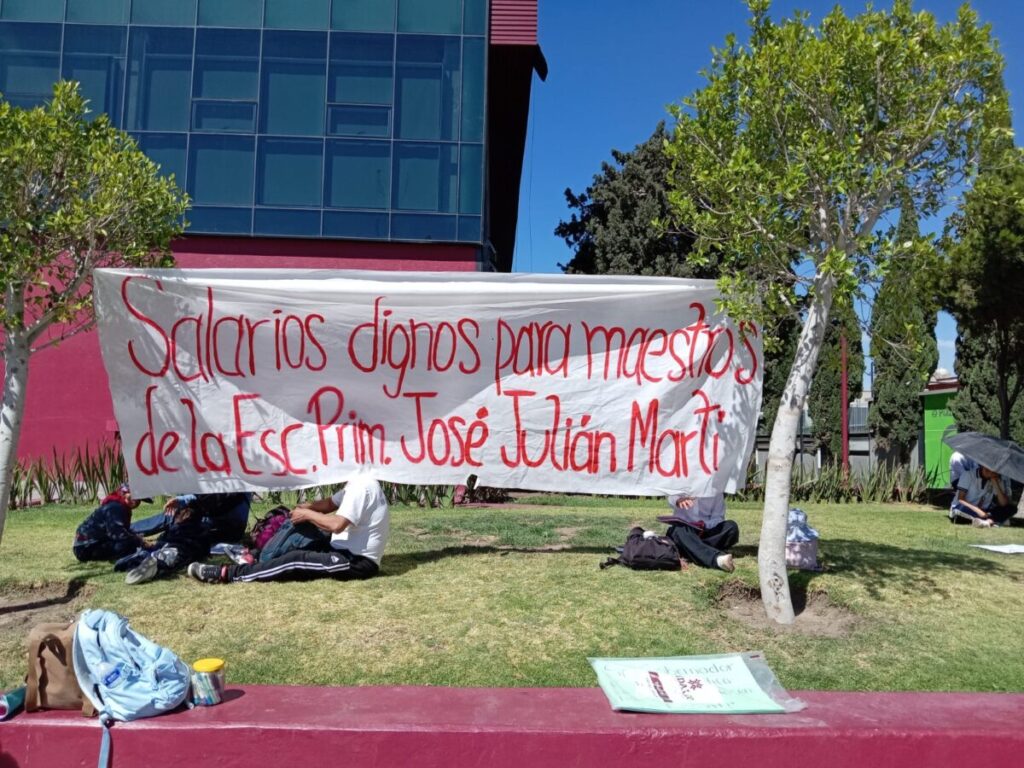 Salarios dignos para maestros
de la Esc. Prim. José Julián Martí